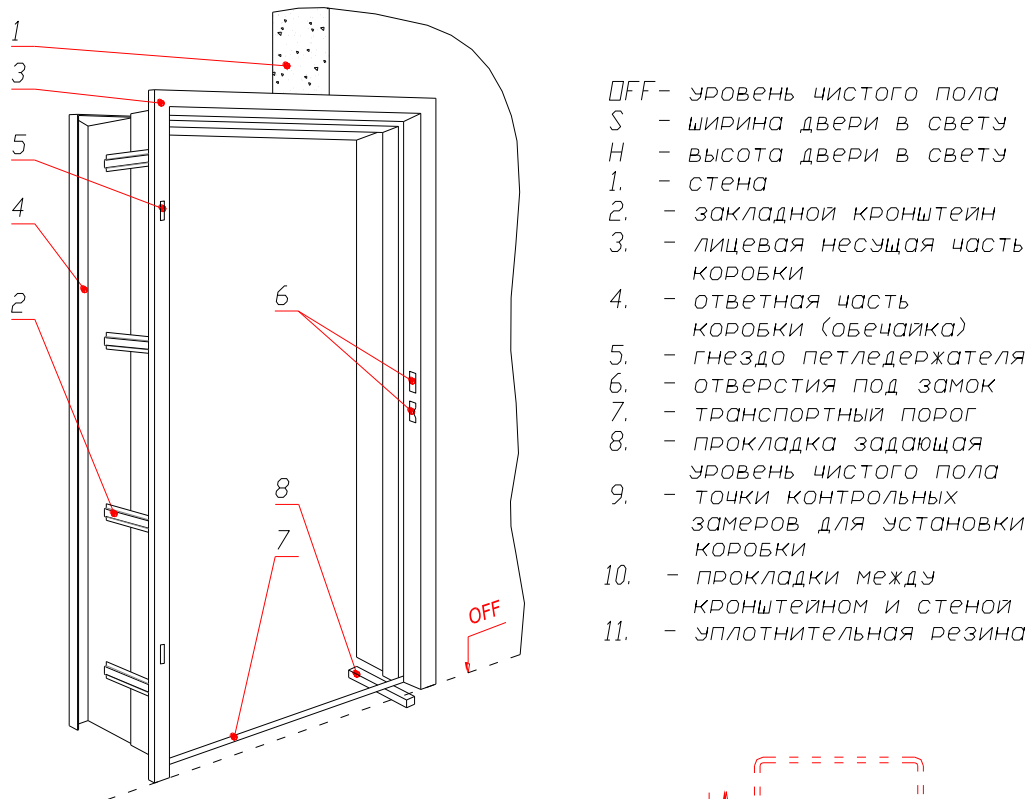 1
3
5
4
2
6
8
7
OFF
OFF - уровень чистого пола
S - ширина двери в свету
H - высота двери в свету
1. - стена
2. - закладной кронштейн
3. - лицевая несущая часть
коробки
4. - ответная часть
коробки (обечайка)
5. - гнездо петледержателя
6. - отверстия под замок
7. - транспортный порог
8. - прокладка задающая
уровень чистого пола
9. - точки контрольных
замеров для установки
коробки
10. - прокладки между
кронштейном и стеной
11. - уплотнительная резина